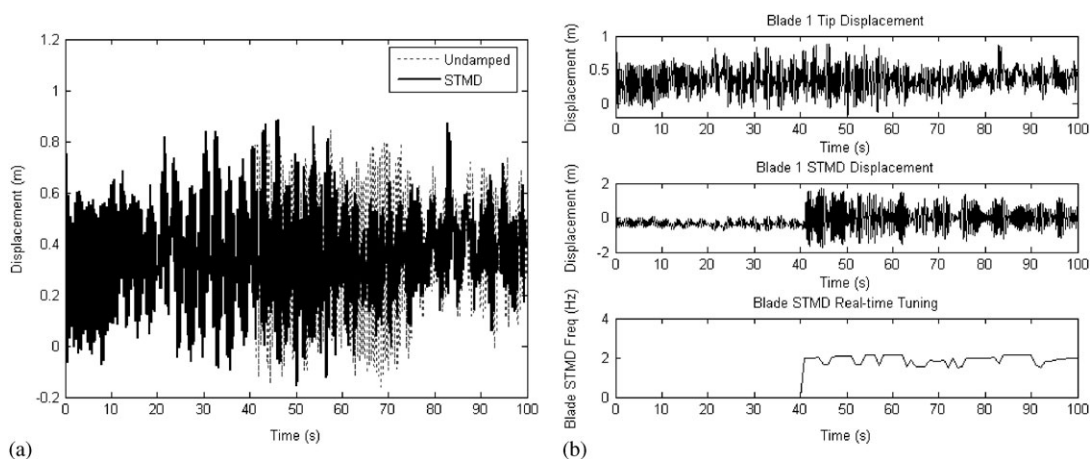 1.2
1
0.8
0.6
0.4
0.2
0
-0.2
Displacement (m)
Undamped
STMD
0 10 20 30 40 50 60 70 80 90 100
Time (s)
(a)
Blade 1 Tip Displacement
1
0.5
0
Displacement (m)
0 10 20 30 40 50 60 70 80 90 100
Time (s)
Blade 1 STMD Displacement
2
0
-2
Displacement (m)
0 10 20 30 40 50 60 70 80 90 100
Time (s)
Blade STMD Real-time Tuning
4
2
0
Blade STMD Freq (Hz)
0 10 20 30 40 50 60 70 80 90 100
Time (s)
(b)